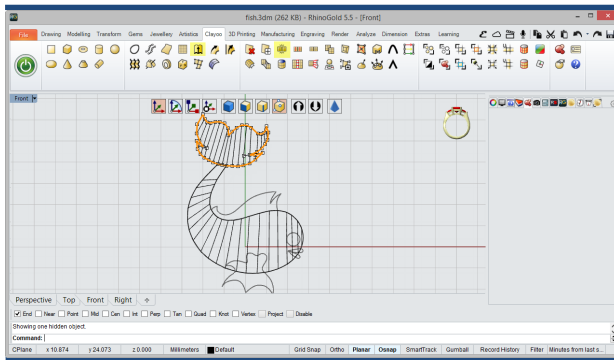 fish.3dm (262 KB) - RhinoGold 5.5 - [Front]
File Drawing Modelling Transform Gems Jewellery Artistics Clayoo 3D Printing Manufacturing Engraving Render Analyze Dimension Extras Learning
Front
Perspective Top Front Right
End Near Point Mid Cen Int Perp Tan Quad Knot Vertex Project Disable
Showing one hidden object.
Command:
CPlane x 10.874 y 24.073 z 0.000 Millimeters Default Grid Snap Ortho Planar Osnap SmartTrack Gumball Record History Filter Minutes from last s...